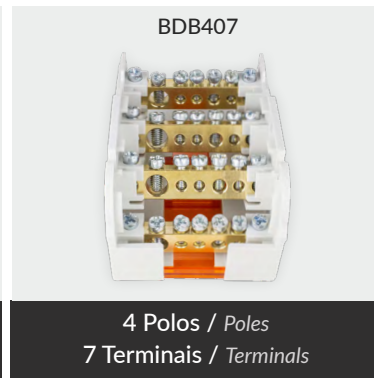 BDB407
4 Polos / Poles
7 Terminais / Terminals